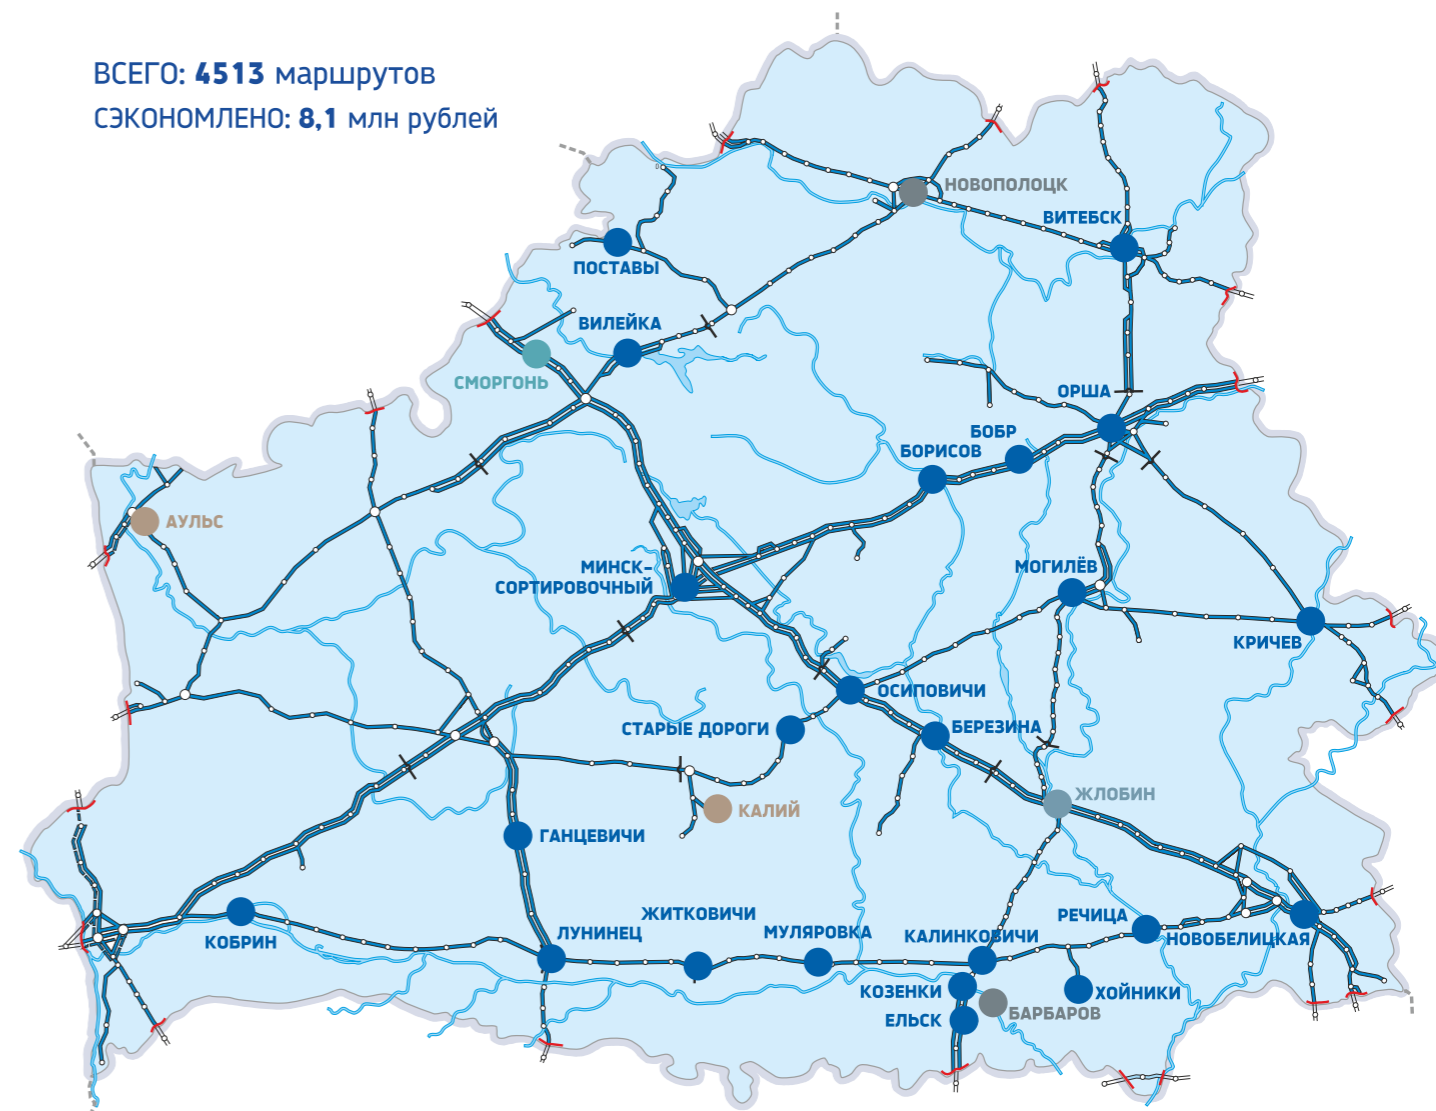 ВСЕГО: 4513 маршрутов
СЭКОНОМЛЕНО: 8,1 млн рублей
НОВОПОЛОЦК
ВИТЕБСК
ПОСТАВЫ
ВИЛЕЙКА
СМОРГОНЬ
ОРША
БОБР
БОРИСОВ
АУЛЬС
МИНСК-
СОРТИРОВОЧНЫЙ
МОГИЛЁВ
КРИЧЕВ
ОСИПОВИЧИ
СТАРЫЕ ДОРОГИ
БЕРЕЗИНА
ЖЛОБИН
КАЛИЙ
ГАНЦЕВИЧИ
ЖИТКОВИЧИ
РЕЧИЦА
КОБРИН
ЛУНИНЕЦ
МУЛЯРОВКА
КАЛИНКОВИЧИ
НОВОБЕЛИЦКАЯ
КОЗЕНКИ
ХОЙНИКИ
БАРБАРОВ
ЕЛЬСК